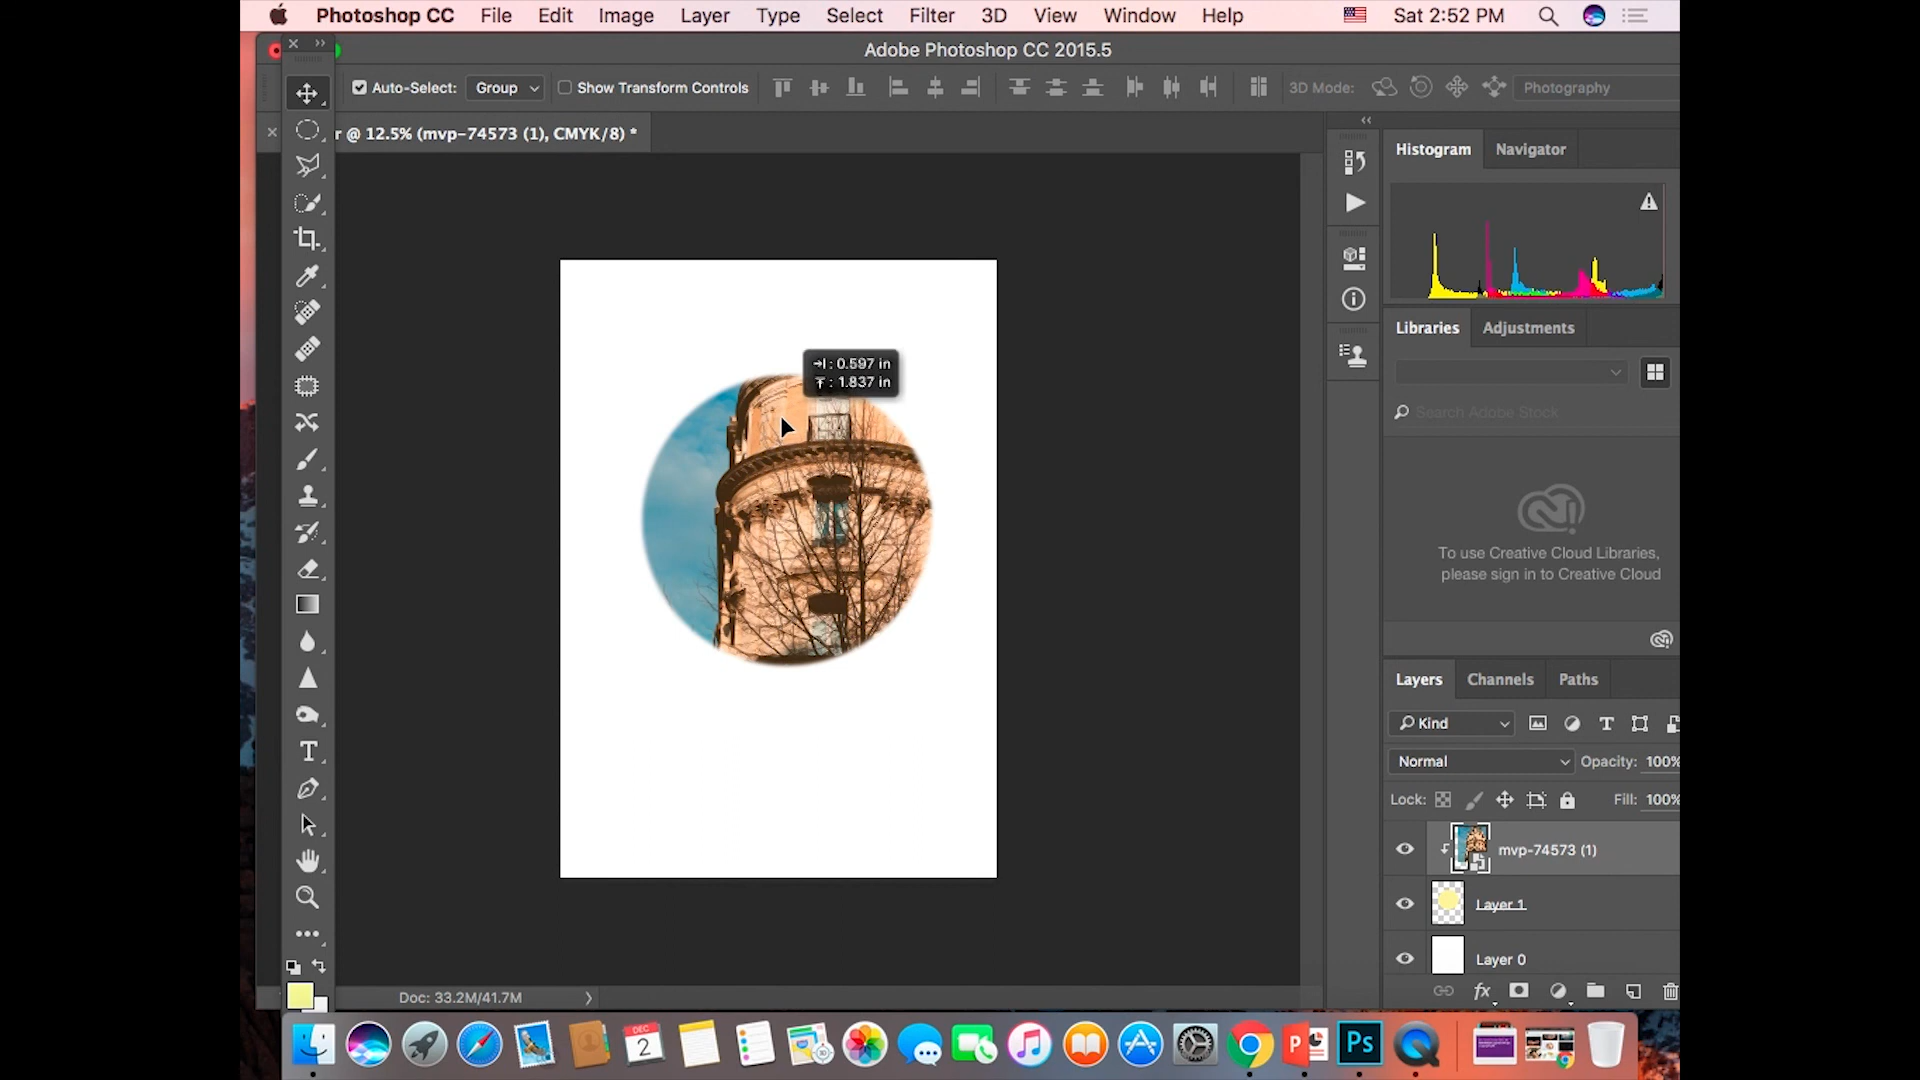 Photoshop CC File Edit Image Layer Type Select Filter 3D View Window Help Sat 2:52 PM
Adobe Photoshop CC 2015.5
Auto-Select: Group Show Transform Controls 3D Mode: Photography
r @ 12.5% (mvp-74573 (1), CMYK/8) *
Histogram Navigator
Libraries Adjustments
→I : 0.597 in
: 1.837 in
Search Adobe Stock
To use Creative Cloud Libraries,
please sign in to Creative Cloud
Layers Channels Paths
Kind
Normal Opacity: 100%
Lock: Fill: 100%
mvp-74573 (1)
Layer 1
Layer 0
fx
Doc: 33.2M/41.7M
DEC
2
P
Ps